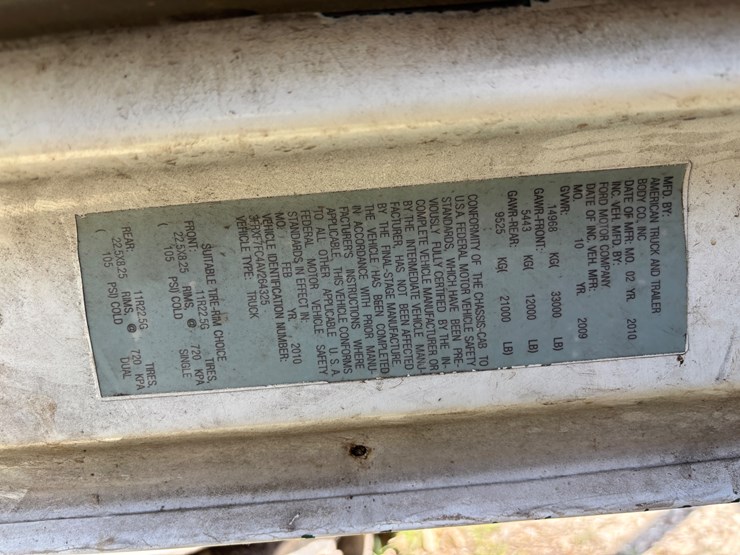 MFD BY:
AMERICAN TRUCK AND TRAILER
BODY CO, INC
DATE OF MFR: MO. 02 YR. 2010
INC. VEH. MFD. BY:
FORD MOTOR COMPANY
DATE OF INC. VEH. MFR:
MO. 10 YR. 2009
GVWR:
14968 KG( 33000 LB)
GAWR-FRONT:
5443 KG( 12000 LB)
GAWR-REAR:
9525 KG( 21000 LB)
CONFORMITY OF THE CHASSIS-CAB TO
U.S.A. FEDERAL MOTOR VEHICLE SAFETY
STANDARDS, WHICH HAVE BEEN PRE-
VIOUSLY FULLY CERTIFIED BY THE IN-
COMPLETE VEHICLE MANUFACTURER OR
BY THE INTERMEDIATE VEHICLE MANU-
FACTURER, HAS NOT BEEN AFFECTED
BY THE FINAL-STAGE MANUFACTURE.
THE VEHICLE HAS BEEN COMPLETED
IN ACCORDANCE WITH PRIOR MANU-
FACTURER'S INSTRUCTIONS WHERE
APPLICABLE, THIS VEHICLE CONFORMS
TO ALL OTHER APPLICABLE U.S.A.
FEDERAL MOTOR VEHICLE SAFETY
STANDARDS IN EFFECT IN:
MO. FEB YR. 2010
VEHICLE IDENTIFICATION NUMBER:
3FRXF7FC4AV264325
VEHICLE TYPE: TRUCK
SUITABLE TIRE-RIM CHOICE
FRONT: 11R22.5G TIRES,
22.5X8.25 RIMS, @ 720 KPA
( 105 PSI) COLD SINGLE
REAR: 11R22.5G TIRES,
22.5X8.25 RIMS @ 720 KPA
( 105 PSI) COLD DUAL